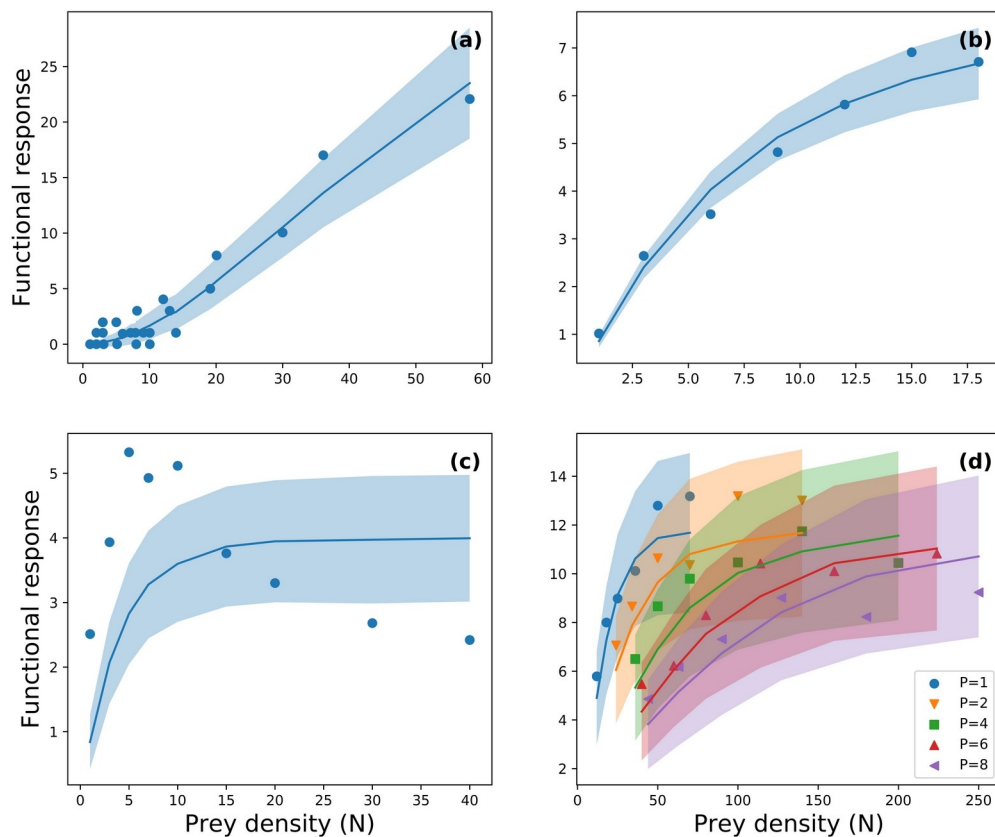 (a)
Functional response
25
20
15
10
5
0
0 10 20 30 40 50 60
(b)
7
6
5
4
3
2
1
2.5 5.0 7.5 10.0 12.5 15.0 17.5
(c)
Functional response
5
4
3
2
1
0 5 10 15 20 25 30 35 40
Prey density (N)
(d)
14
12
10
8
6
4
2
P=1
P=2
P=4
P=6
P=8
0 50 100 150 200 250
Prey density (N)